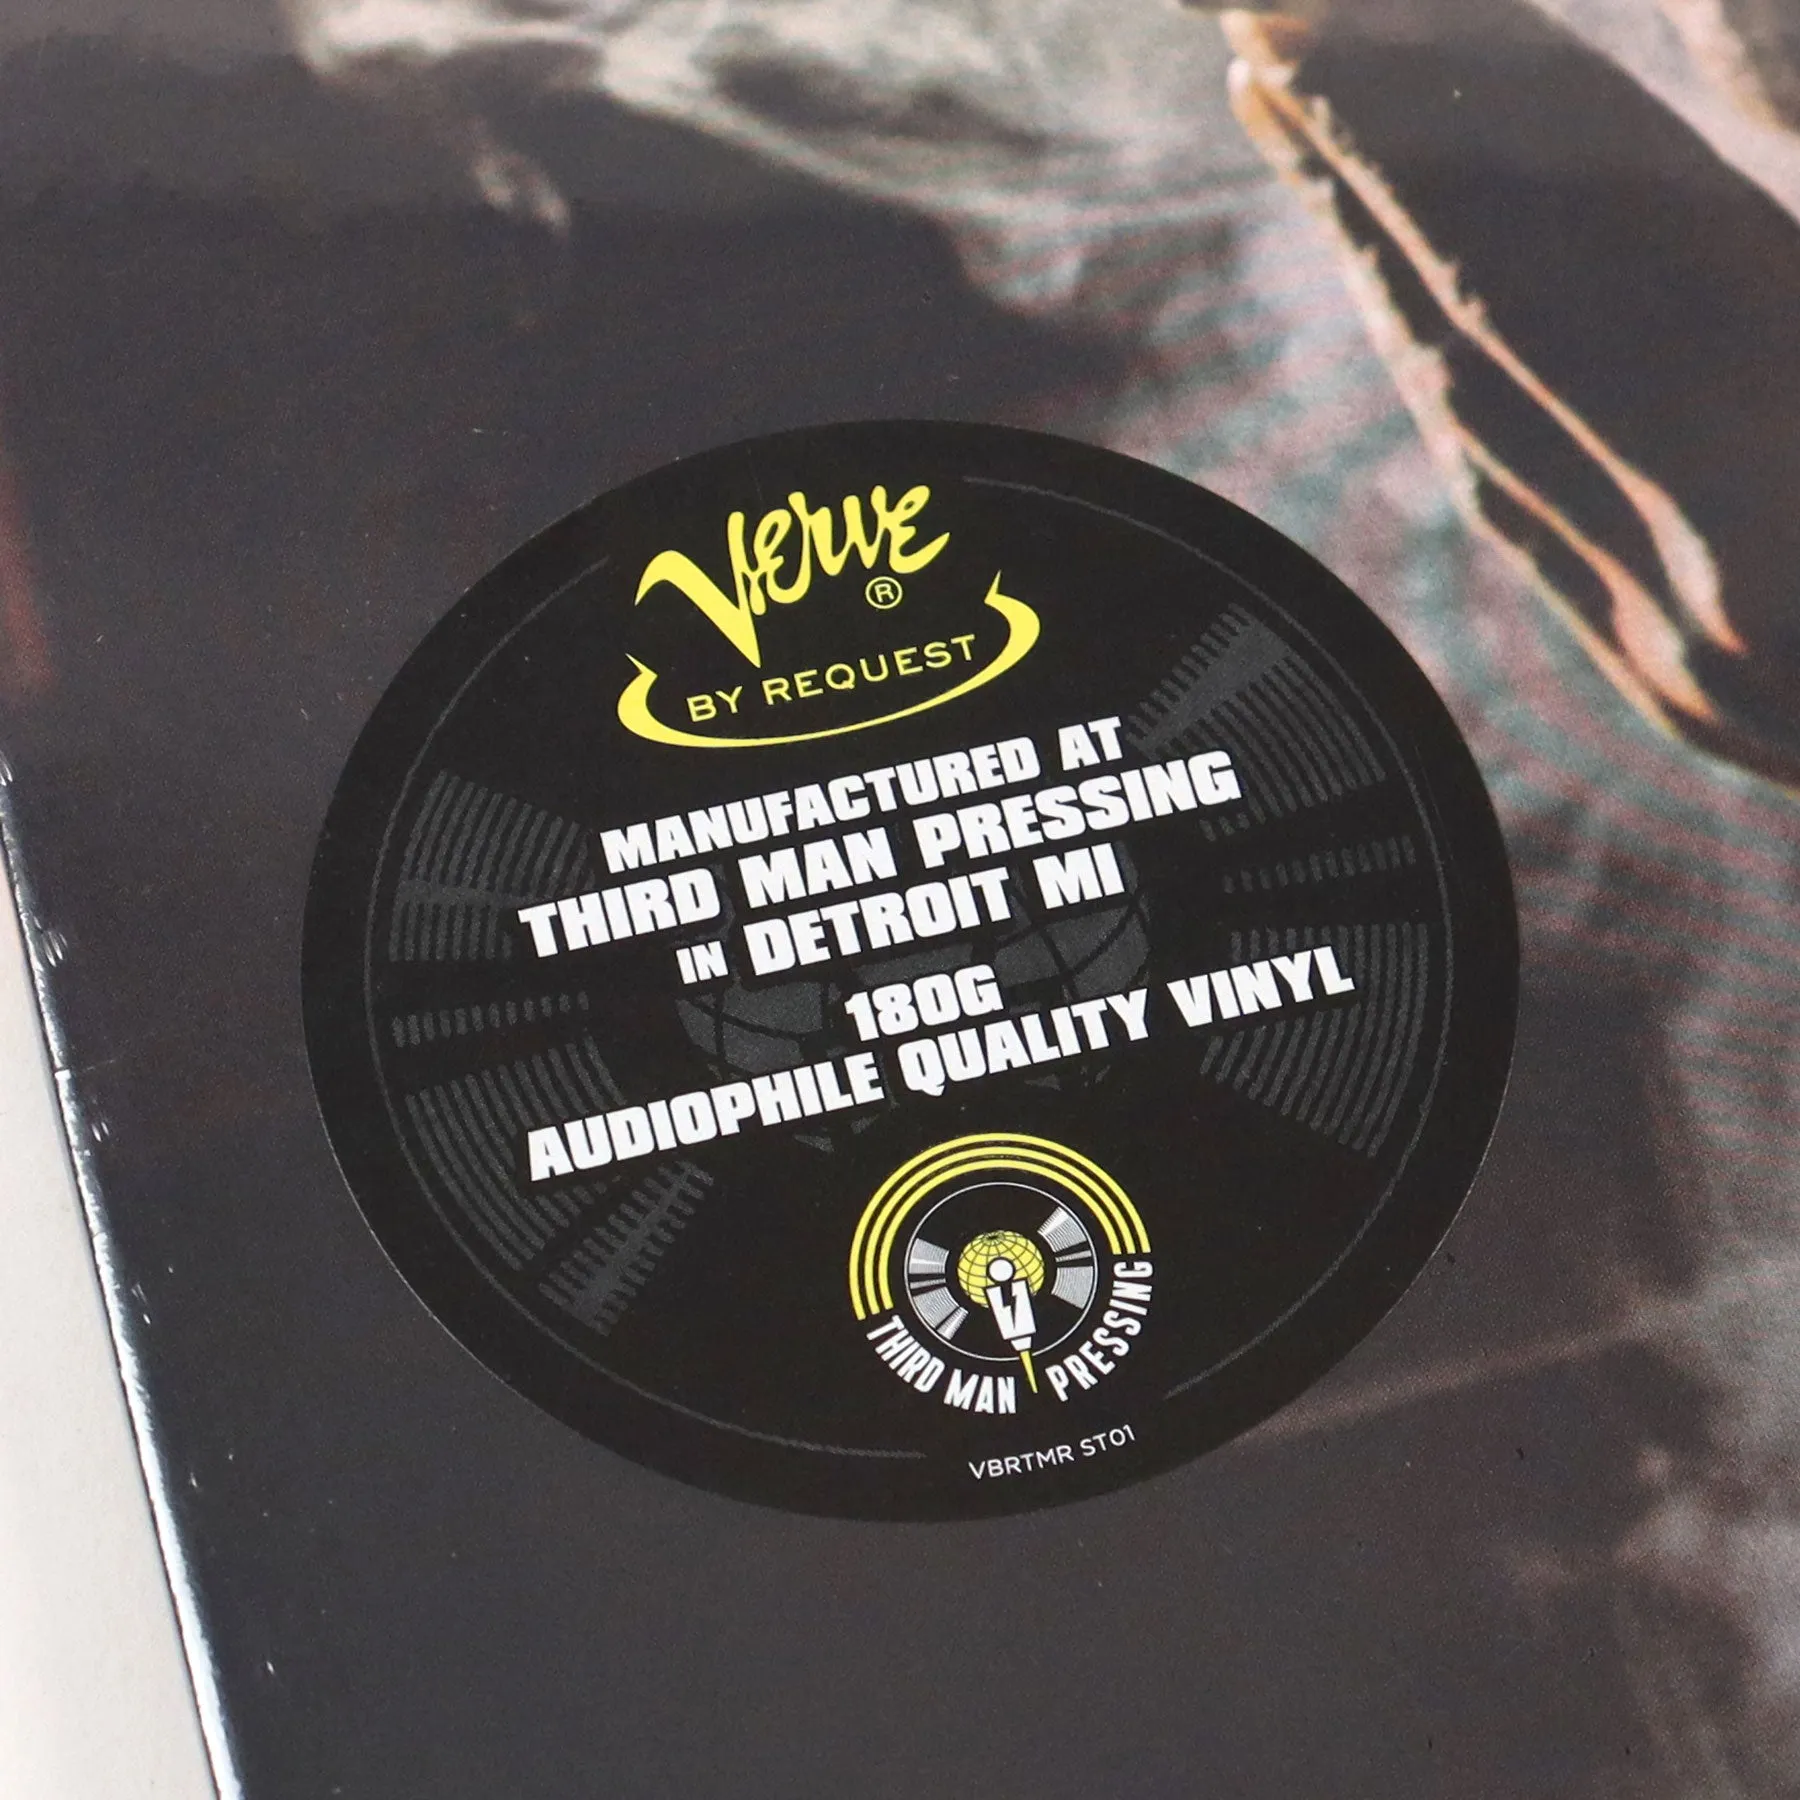 Verve®
BY REQUEST
MANUFACTURED AT
THIRD MAN PRESSING
IN DETROIT MI
180G
AUDIOPHILE QUALITY VINYL
THIRD MAN PRESSING
VBRTMR ST01